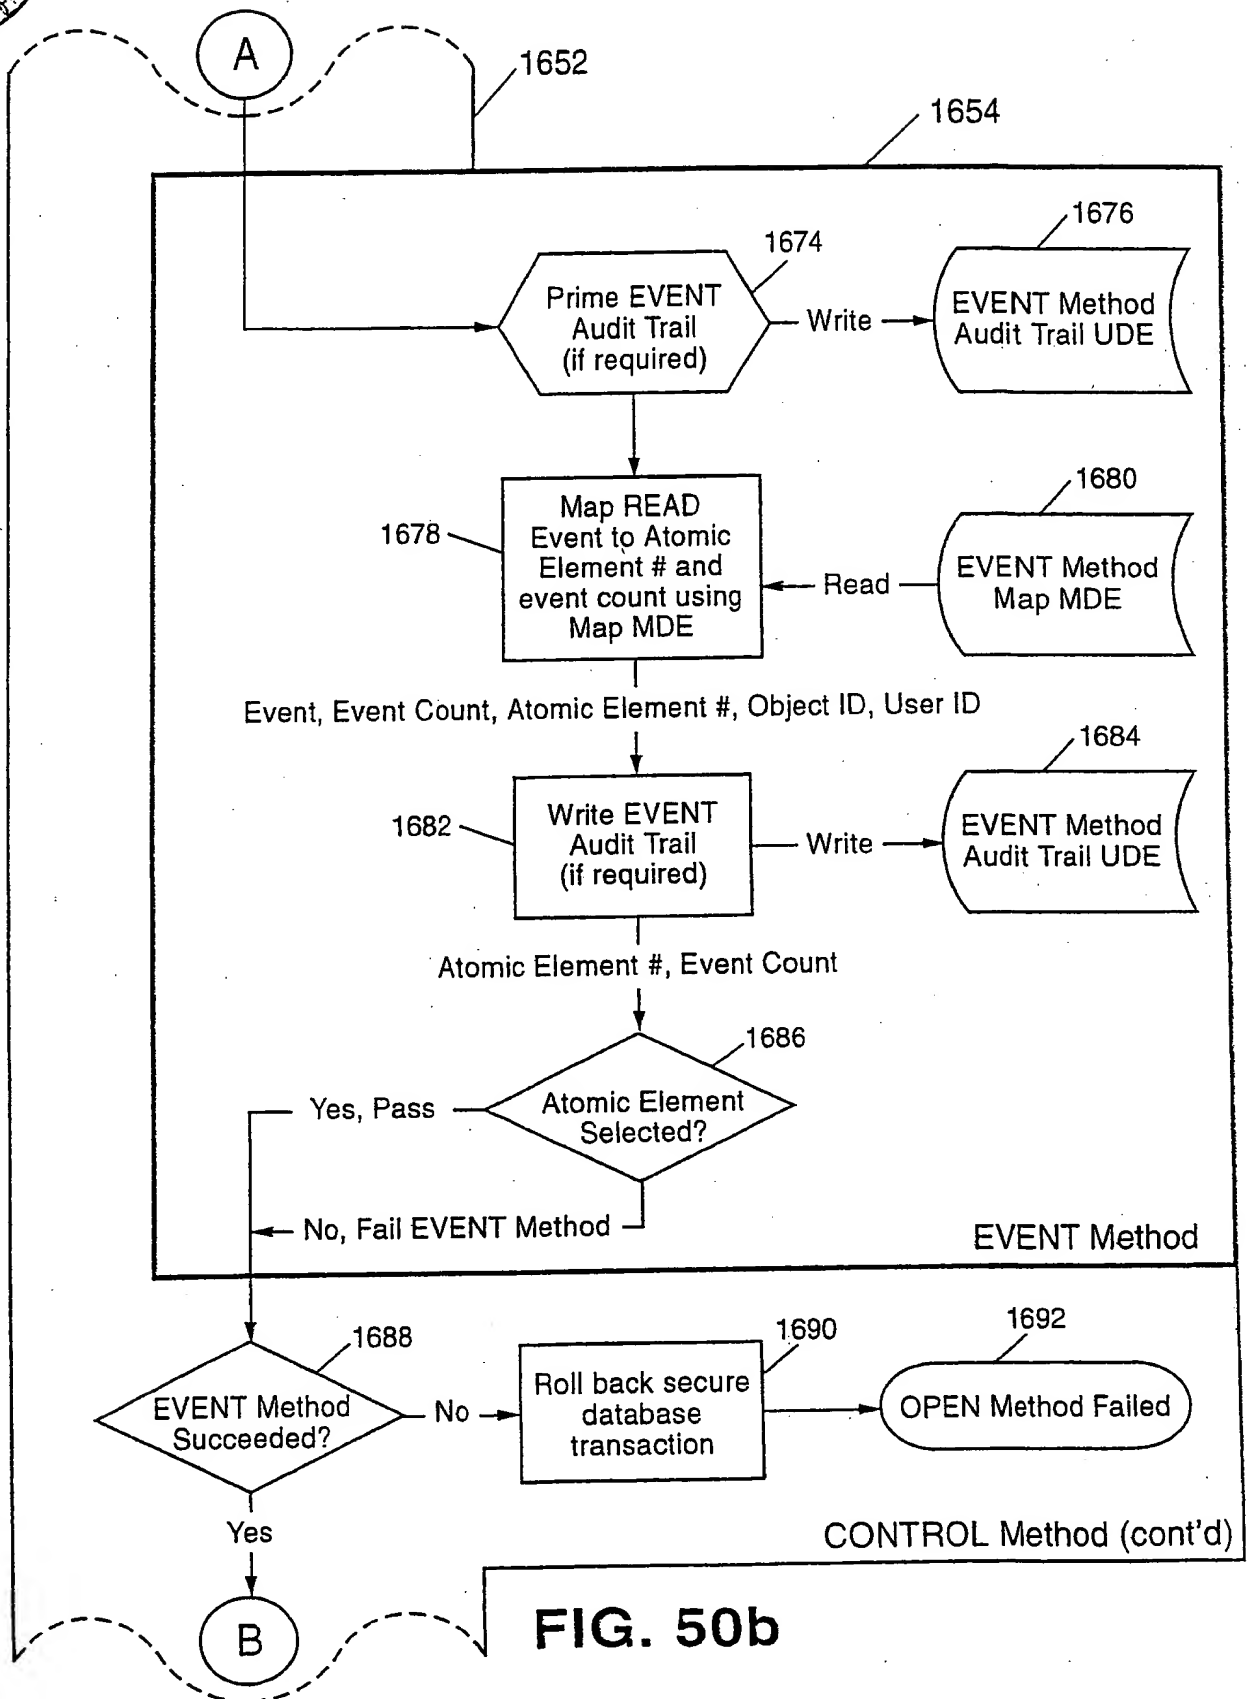 A
1652
1654
1676
1674
Prime EVENT
Audit Trail
(if required)
Write
EVENT Method
Audit Trail UDE
1680
1678
Map READ
Event to Atomic
Element # and
event count using
Map MDE
Read
EVENT Method
Map MDE
Event, Event Count, Atomic Element #, Object ID, User ID
1684
1682
Write EVENT
Audit Trail
(if required)
Write
EVENT Method
Audit Trail UDE
Atomic Element #, Event Count
1686
Yes, Pass
Atomic Element
Selected?
No, Fail EVENT Method
EVENT Method
1688
1690
1692
EVENT Method
Succeeded?
No
Roll back secure
database
transaction
OPEN Method Failed
Yes
CONTROL Method (cont'd)
B
FIG. 50b